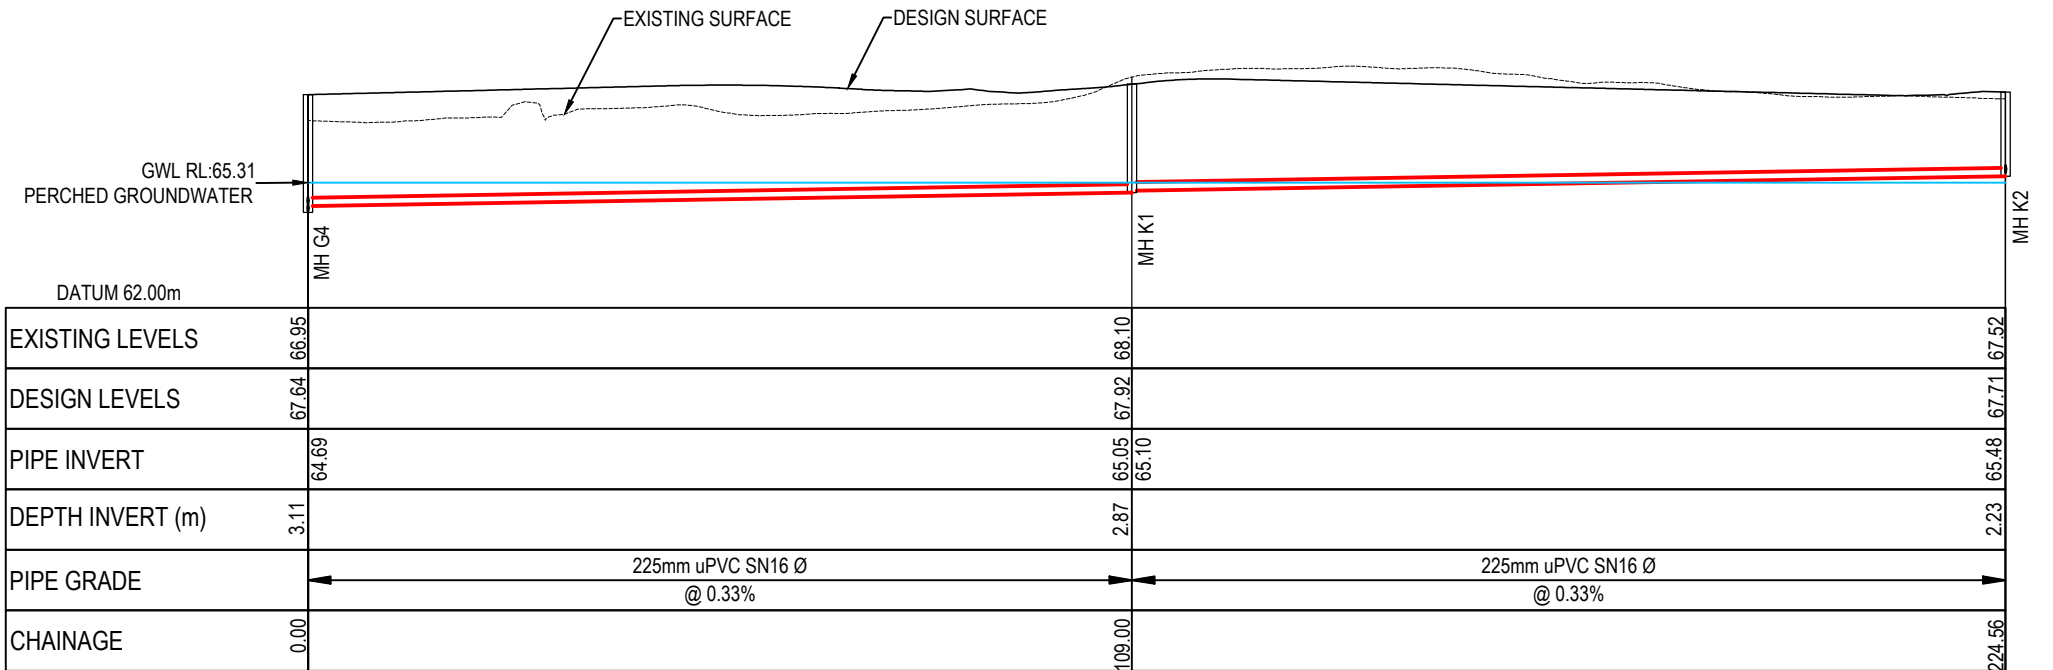 EXISTING SURFACE
DESIGN SURFACE
GWL RL:65.31
PERCHED GROUNDWATER
MH G4
MH K1
MH K2
DATUM 62.00m
EXISTING LEVELS 66.95 68.10 67.52
DESIGN LEVELS 67.64 67.92 67.71
PIPE INVERT 64.69 65.05 65.10 65.48
DEPTH INVERT (m) 3.11 2.87 2.23
PIPE GRADE
225mm uPVC SN16 Ø
@ 0.33%
225mm uPVC SN16 Ø
@ 0.33%
CHAINAGE 0.00 109.00 224.56